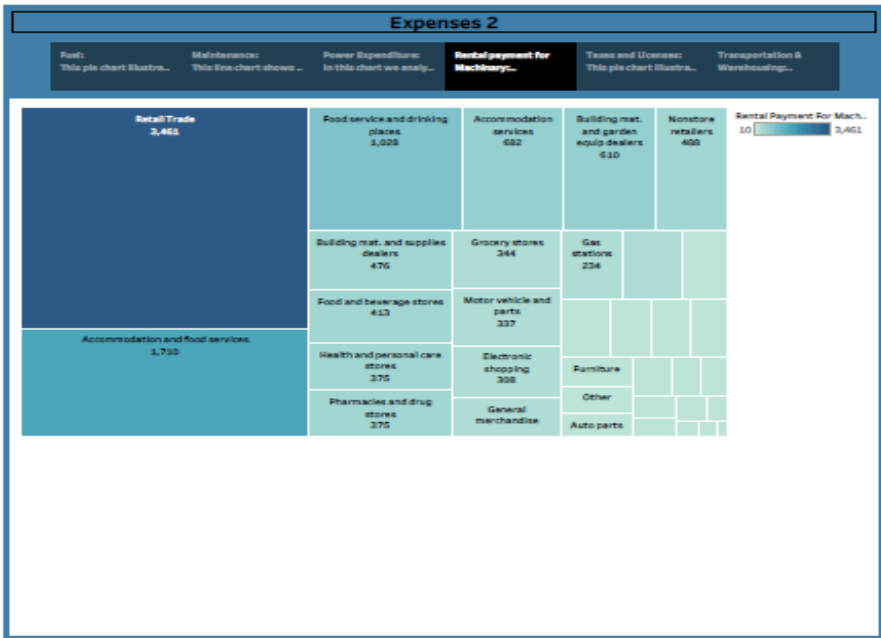 Expenses 2
Fuel:
This pie chart illustra...
Maintenance:
This line chart shows ...
Power Expenditure:
In this chart we analy...
Rental payment for
Machinary:...
Taxes and Licenses:
This pie chart illustra...
Transportation &
Warehousing:...
Retail Trade
3,461
Accommodation and food services
1,710
Food service and drinking
places
1,028
Accommodation
services
682
Building mat.
and garden
equip dealers
610
Nonstore
retailers
488
Building mat. and supplies
dealers
476
Food and beverage stores
413
Health and personal care
stores
375
Pharmacies and drug
stores
375
Grocery stores
344
Motor vehicle and
parts
337
Electronic
shopping
308
General
merchandise
Gas
stations
234
Furniture
Other
Auto parts
Rental Payment For Mach..
10
3,461